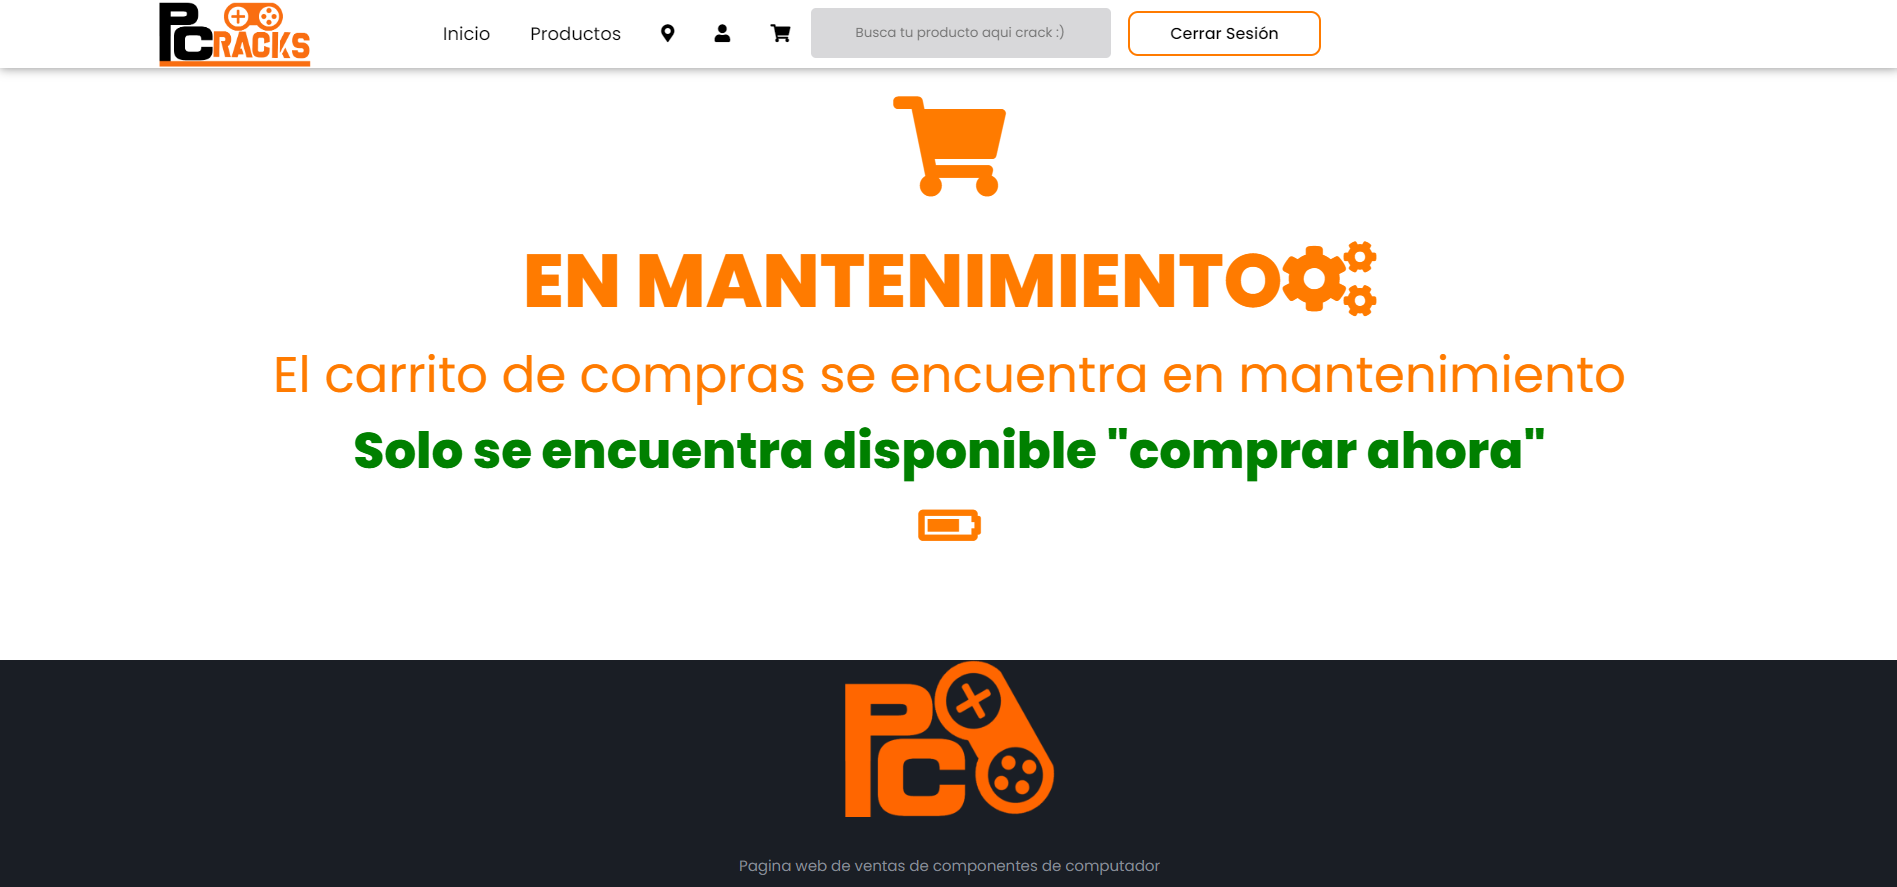 PCRACKS
Inicio
Productos
Busca tu producto aqui crack :)
Cerrar Sesión
EN MANTENIMIENTO
El carrito de compras se encuentra en mantenimiento
Solo se encuentra disponible "comprar ahora"
PC
Pagina web de ventas de componentes de computador